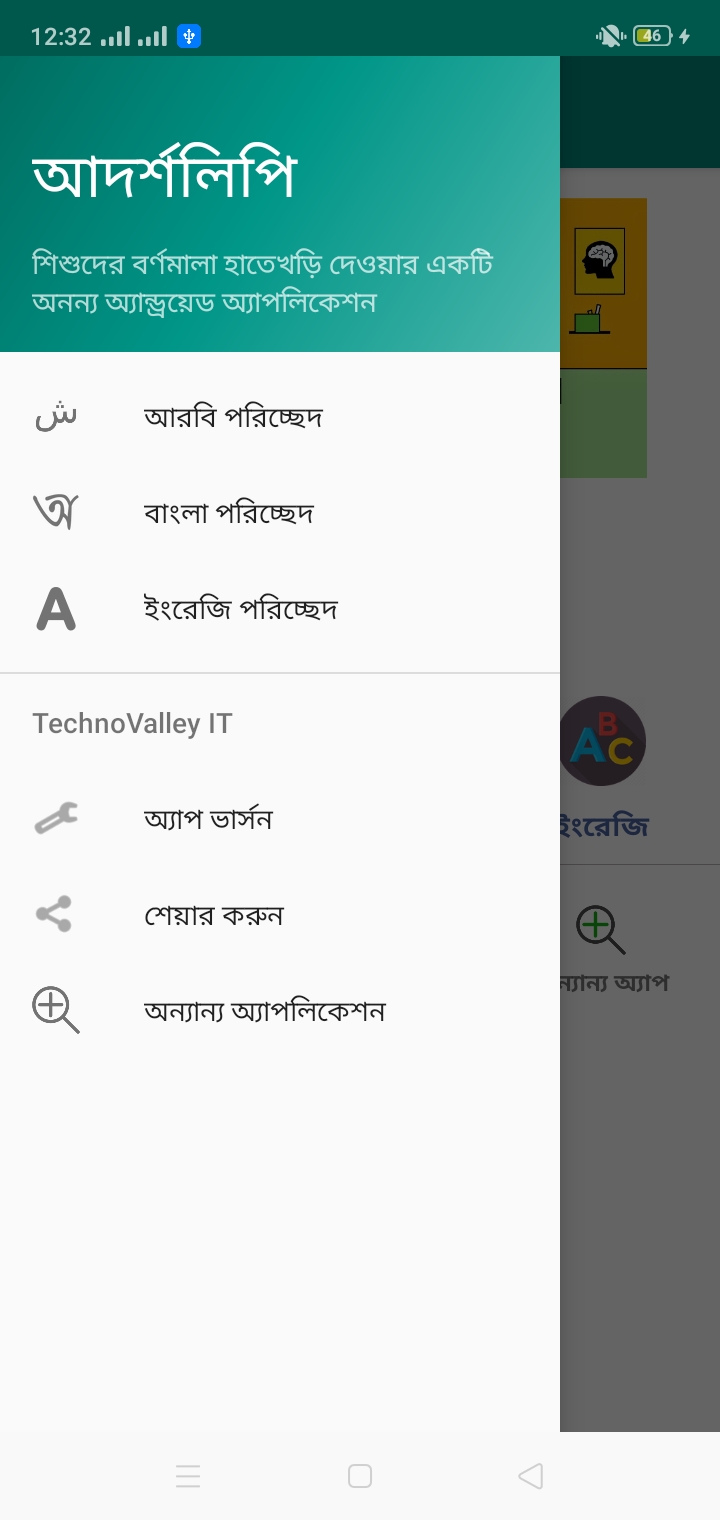 12:32
46
আদর্শলিপি
শিশুদের বর্ণমালা হাতেখড়ি দেওয়ার একটি
অনন্য অ্যান্ড্রয়েড অ্যাপলিকেশন
ش
আরবি পরিচ্ছেদ
অ
বাংলা পরিচ্ছেদ
A
ইংরেজি পরিচ্ছেদ
TechnoValley IT
ABC
অ্যাপ ভার্সন
ইংরেজি
শেয়ার করুন
ন্যান্য অ্যাপ
অন্যান্য অ্যাপলিকেশন